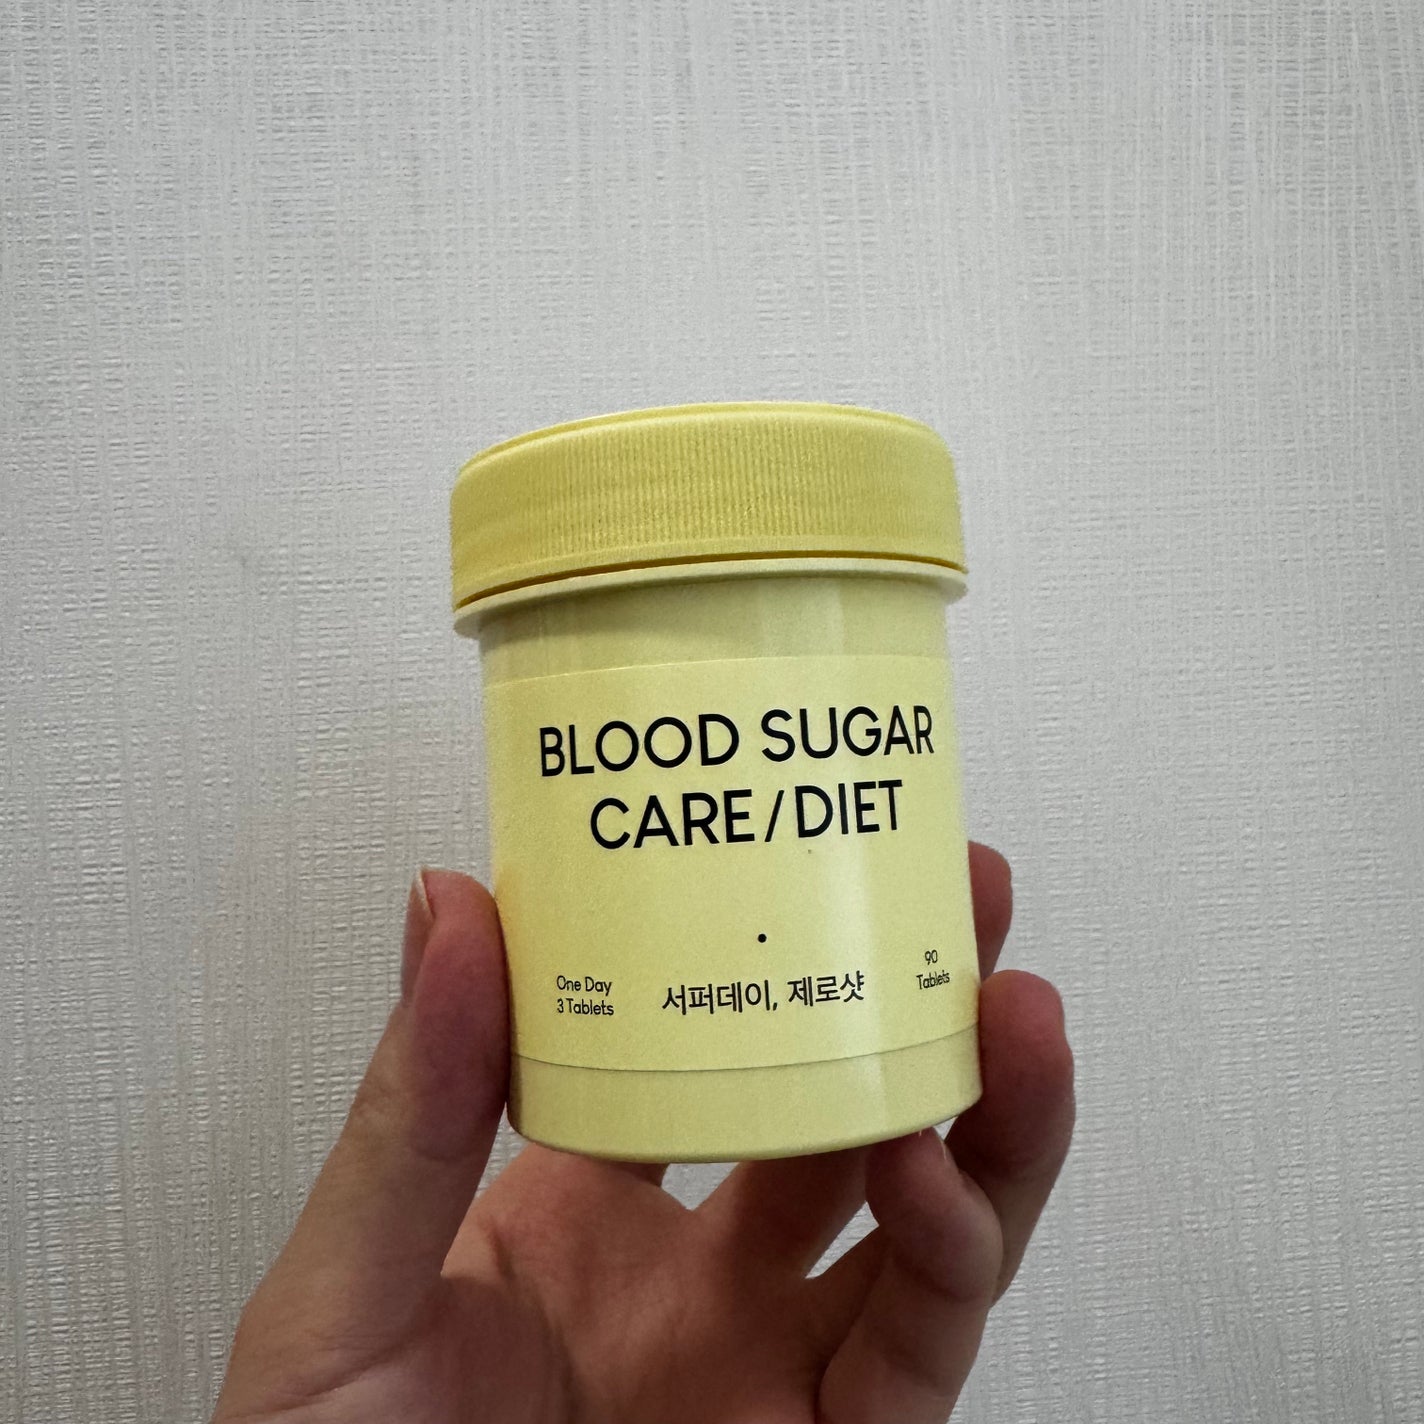 BLOOD SUGAR
CARE/DIET
One Day
3 Tablets
서퍼데이, 제로샷
90
Tablets